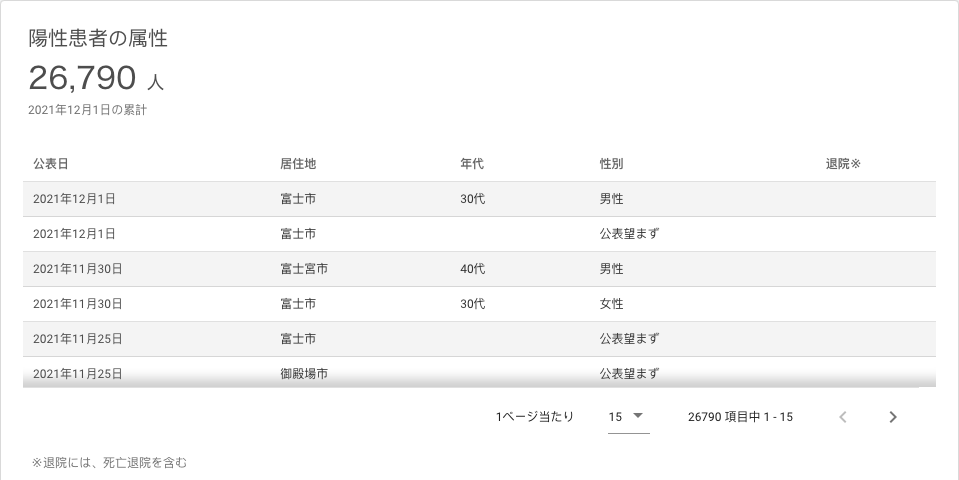 陽性患者の属性
26,790 人
2021年12月1日の累計
公表日 居住地 年代 性別 退院※
2021年12月1日 富士市 30代 男性
2021年12月1日 富士市 公表望まず
2021年11月30日 富士宮市 40代 男性
2021年11月30日 富士市 30代 女性
2021年11月25日 富士市 公表望まず
2021年11月25日 御殿場市 公表望まず
1ページ当たり 15 26790 項目中 1 - 15
※退院には、死亡退院を含む